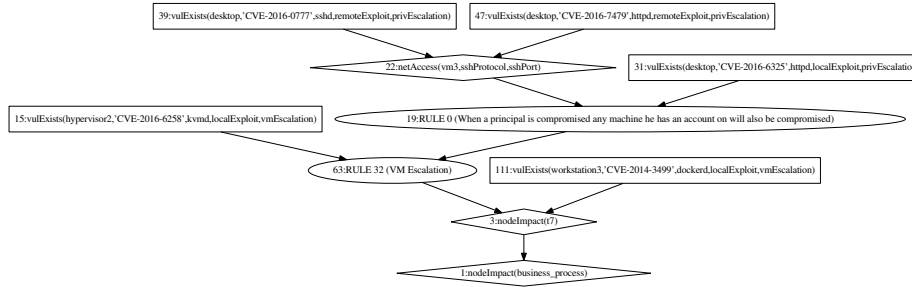 39:vulExists(desktop,'CVE-2016-0777',sshd,remoteExploit,privEscalation)
47:vulExists(desktop,'CVE-2016-7479',httpd,remoteExploit,privEscalation)
22:netAccess(vm3,sshProtocol,sshPort)
31:vulExists(desktop,'CVE-2016-6325',httpd,localExploit,privEscalation
15:vulExists(hypervisor2,'CVE-2016-6258',kvmd,localExploit,vmEscalation)
19:RULE 0 (When a principal is compromised any machine he has an account on will also be compromised)
63:RULE 32 (VM Escalation)
111:vulExists(workstation3,'CVE-2014-3499',dockerd,localExploit,vmEscalation)
3:nodeImpact(t7)
1:nodeImpact(business_process)